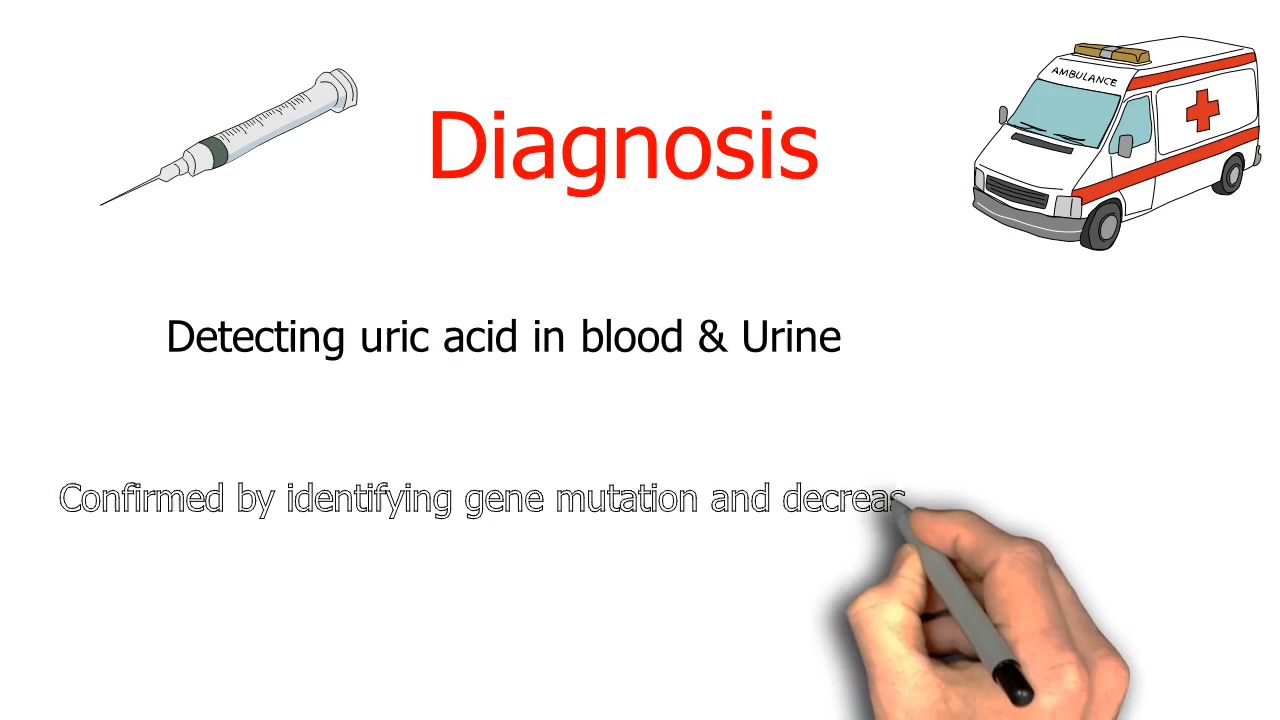 AMBULANCE
Diagnosis
Detecting uric acid in blood & Urine
Confirmed by identifying gene mutation and decreas